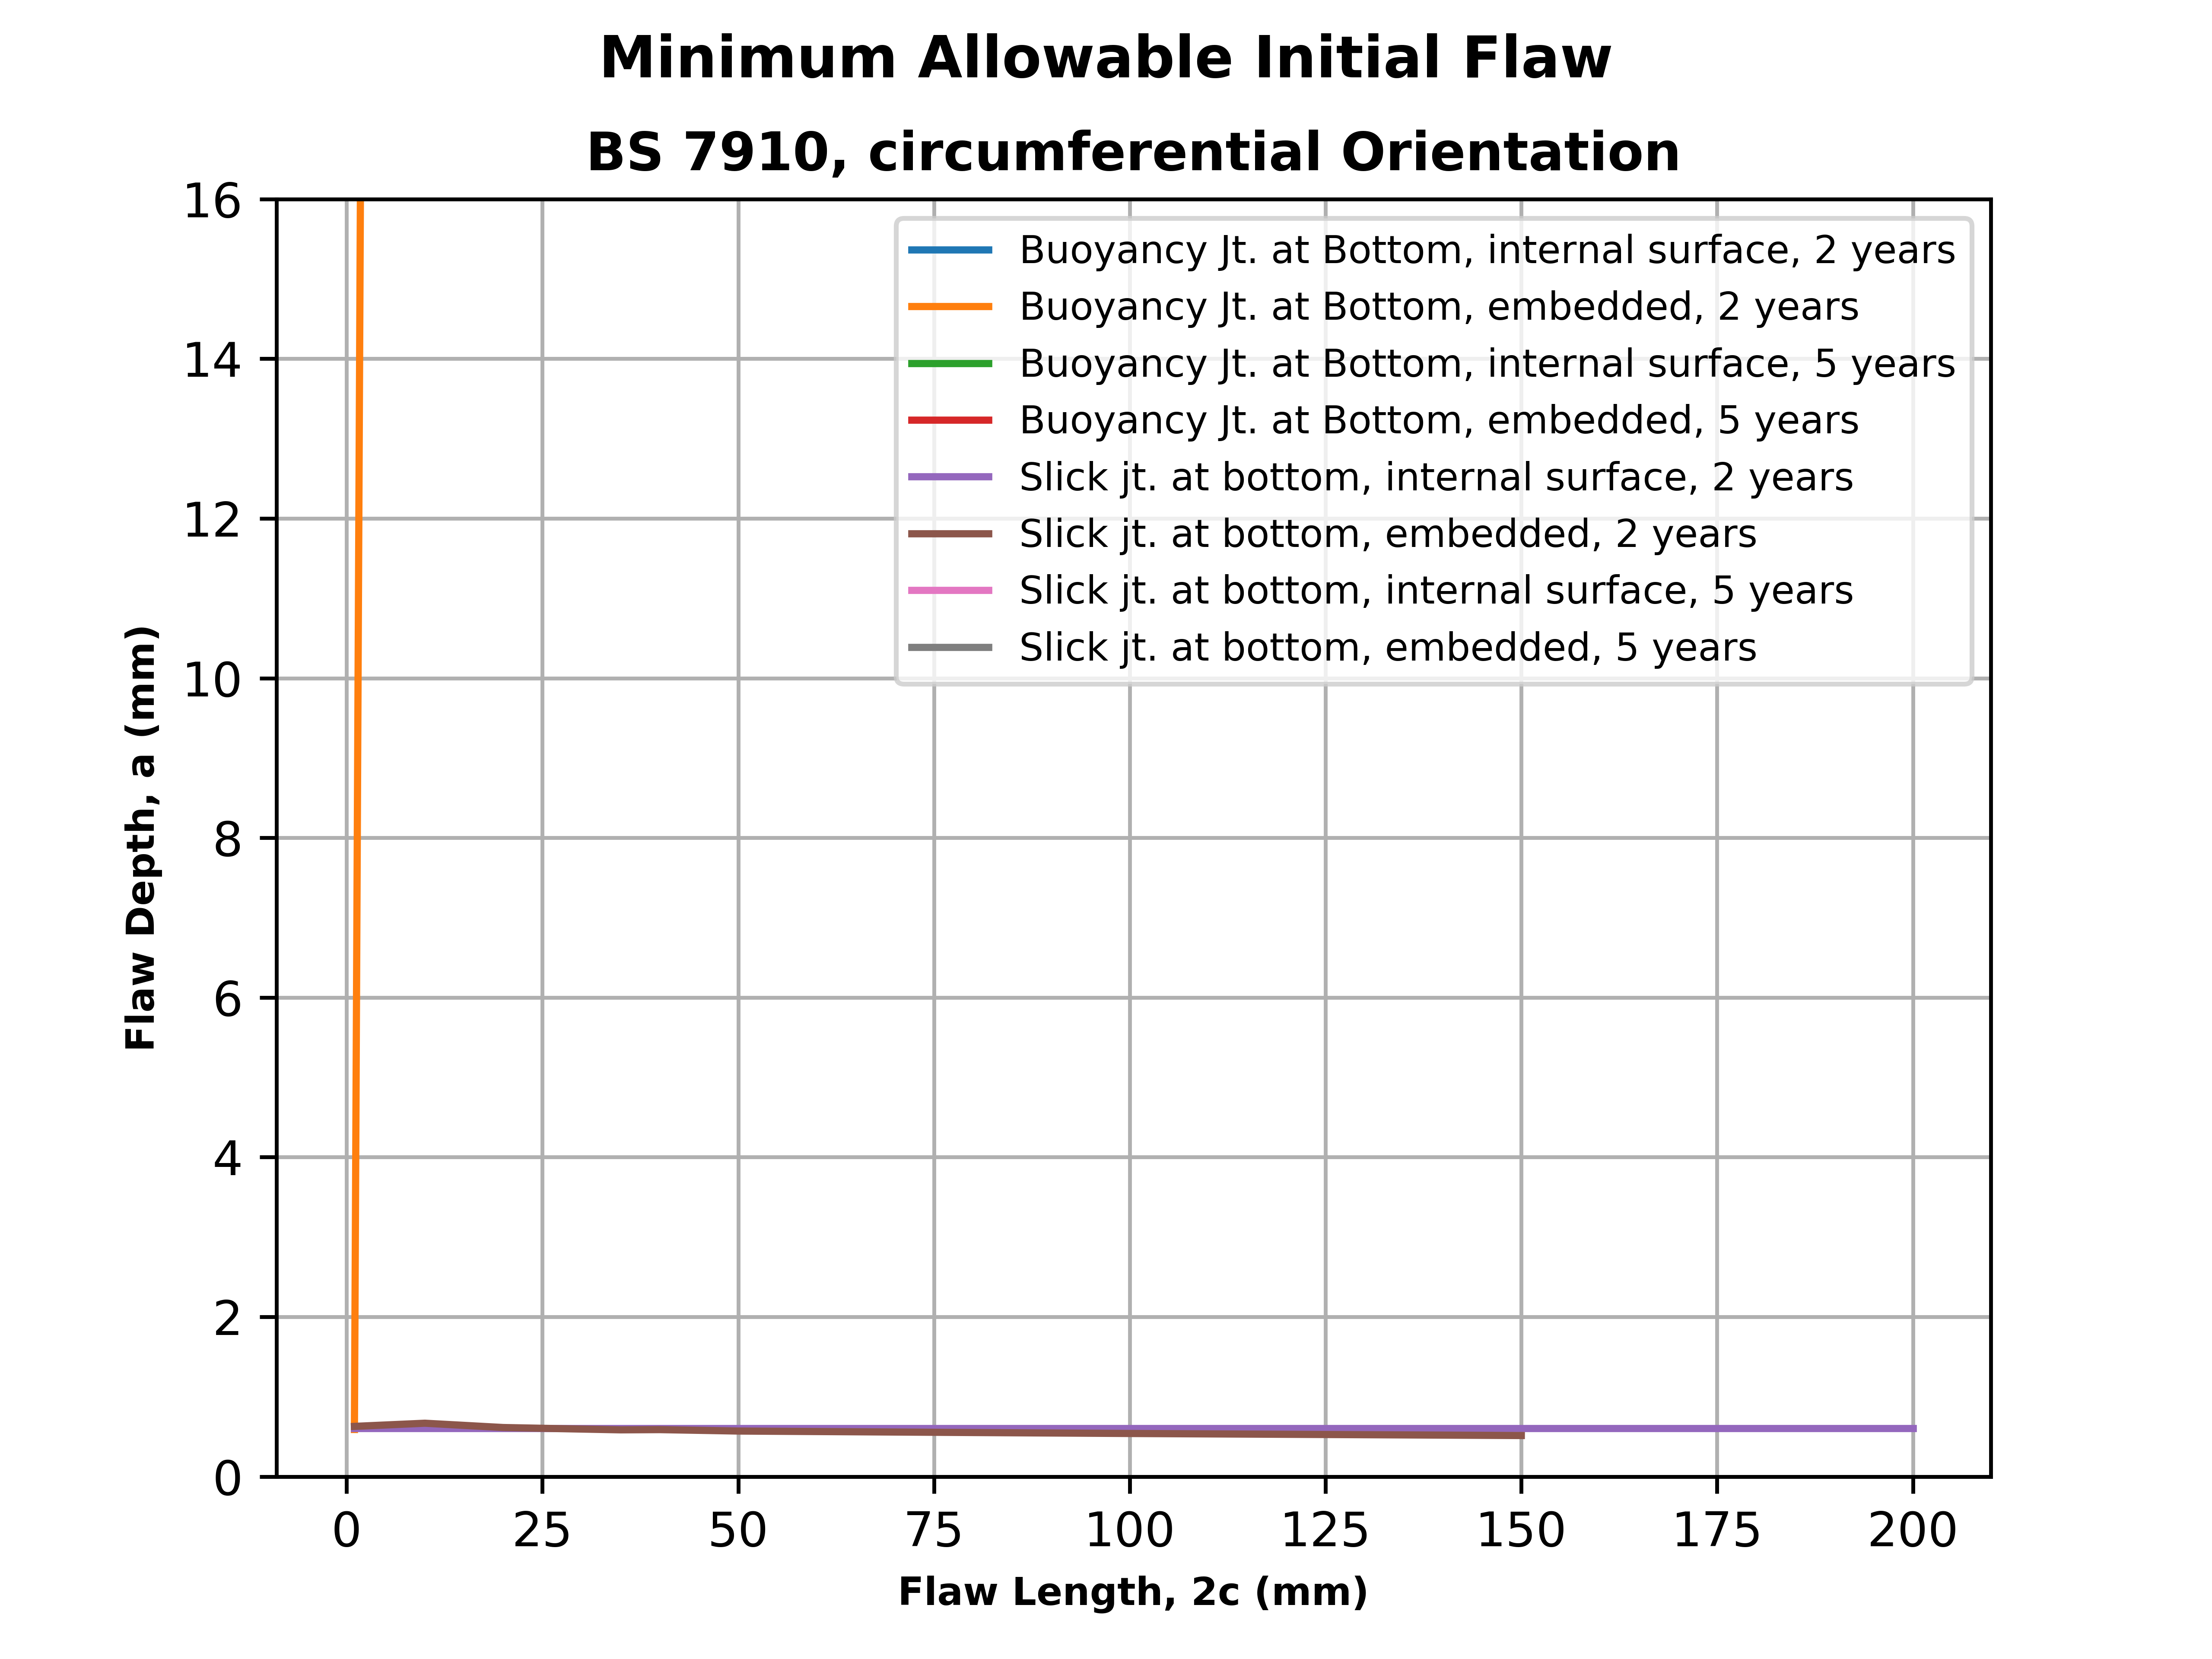 Minimum Allowable Initial Flaw
BS 7910, circumferential Orientation
16
14
12
10
8
6
4
2
0
Flaw Depth, a (mm)
Buoyancy Jt. at Bottom, internal surface, 2 years
Buoyancy Jt. at Bottom, embedded, 2 years
Buoyancy Jt. at Bottom, internal surface, 5 years
Buoyancy Jt. at Bottom, embedded, 5 years
Slick jt. at bottom, internal surface, 2 years
Slick jt. at bottom, embedded, 2 years
Slick jt. at bottom, internal surface, 5 years
Slick jt. at bottom, embedded, 5 years
0 25 50 75 100 125 150 175 200
Flaw Length, 2c (mm)